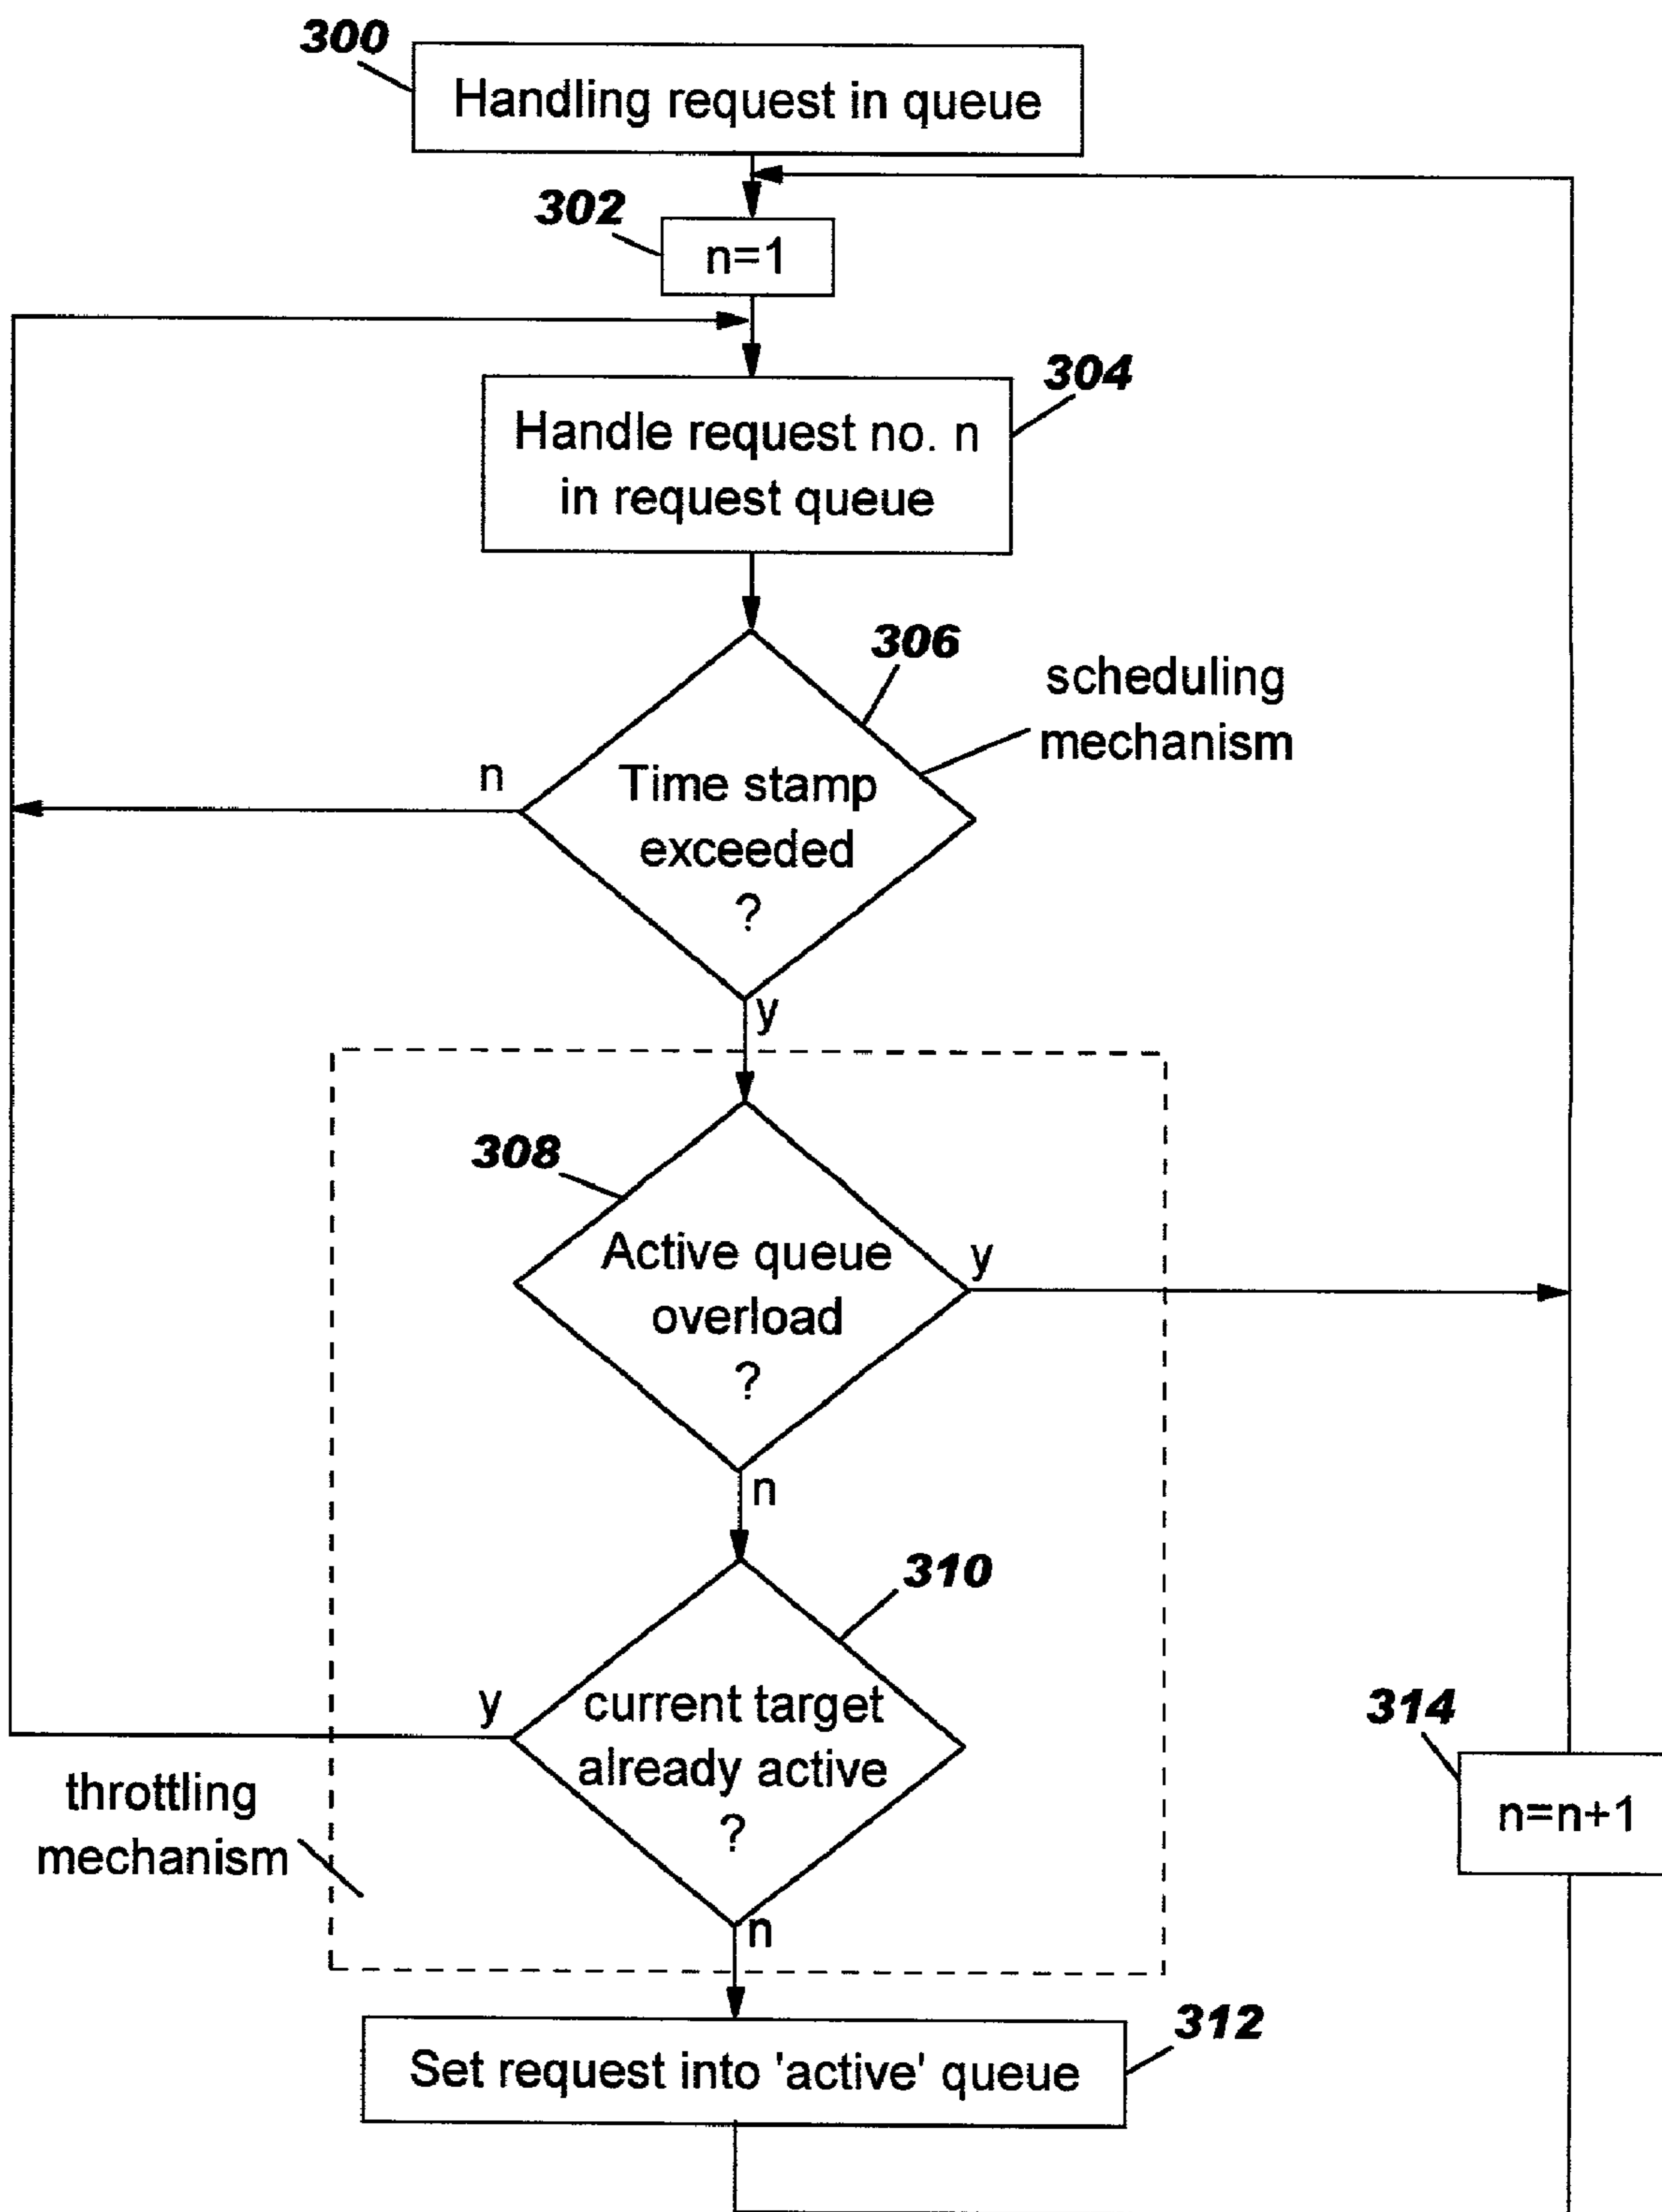 300
Handling request in queue
302
n=1
304
Handle request no. n
in request queue
306
scheduling
mechanism
n
Time stamp
exceeded
?
y
308
Active queue
overload
?
y
n
310
y
current target
already active
?
throttling
mechanism
314
n=n+1
n
312
Set request into 'active' queue